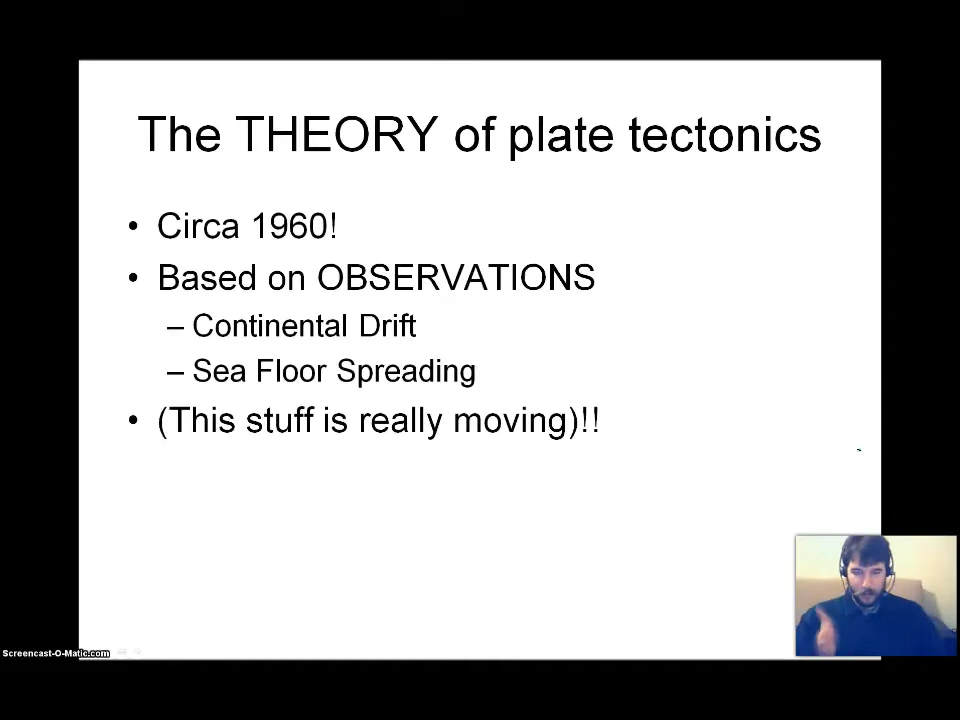 The THEORY of plate tectonics
• Circa 1960!
• Based on OBSERVATIONS
– Continental Drift
– Sea Floor Spreading
• (This stuff is really moving)!!
Screencast-O-Matic.com